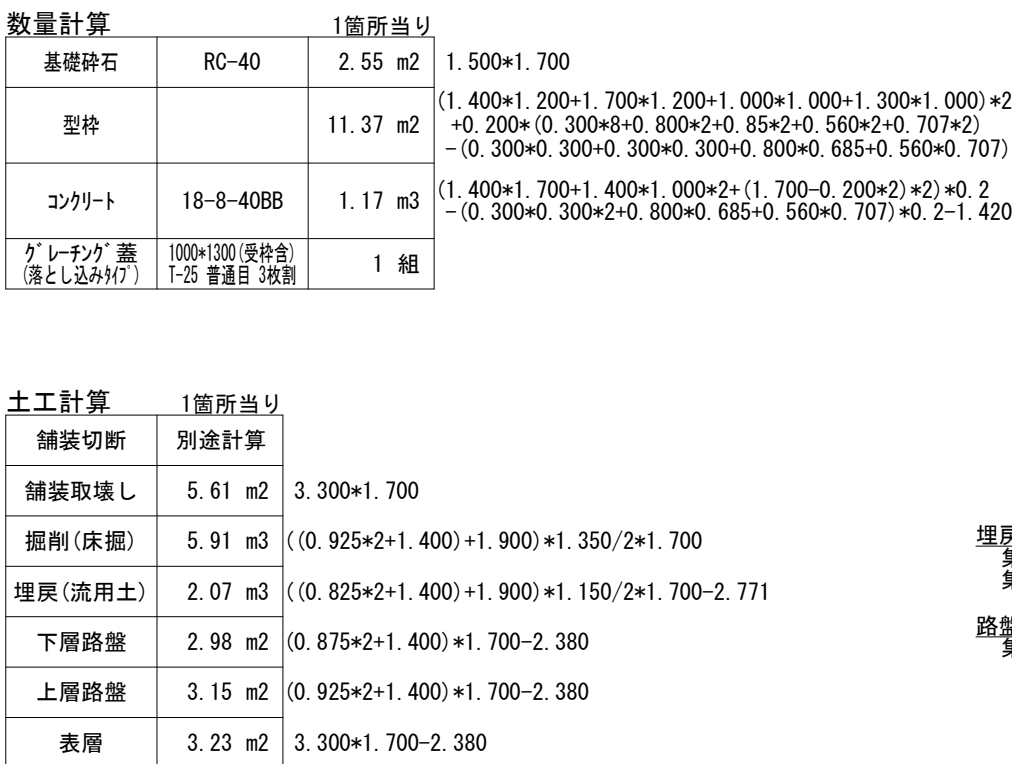 数量計算 1箇所当り
基礎砕石 RC-40 2.55 m2 1.500*1.700
型枠 11.37 m2 (1.400*1.200+1.700*1.200+1.000*1.000+1.300*1.000)*2
+0.200*(0.300*8+0.800*2+0.85*2+0.560*2+0.707*2)
-(0.300*0.300+0.300*0.300+0.800*0.685+0.560*0.707)
コンクリート 18-8-40BB 1.17 m3 (1.400*1.700+1.400*1.000*2+(1.700-0.200*2)*2)*0.2
-(0.300*0.300*2+0.800*0.685+0.560*0.707)*0.2-1.420
グレーチング蓋 1000*1300(受枠含)
(落とし込みタイプ) T-25 普通目 3枚割 1 組
土工計算 1箇所当り
舗装切断 別途計算
舗装取壊し 5.61 m2 3.300*1.700
掘削(床掘) 5.91 m3 ((0.925*2+1.400)+1.900)*1.350/2*1.700
埋戻(流用土) 2.07 m3 ((0.825*2+1.400)+1.900)*1.150/2*1.700-2.771
下層路盤 2.98 m2 (0.875*2+1.400)*1.700-2.380
上層路盤 3.15 m2 (0.925*2+1.400)*1.700-2.380
表層 3.23 m2 3.300*1.700-2.380
埋戻
路盤